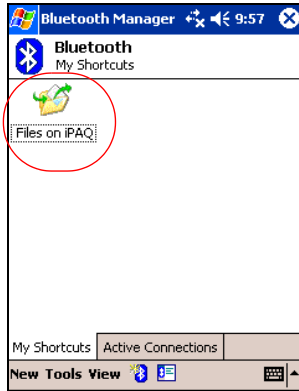 Bluetooth Manager 9:57
Bluetooth
My Shortcuts
Files on iPAQ
My Shortcuts Active Connections
New Tools View